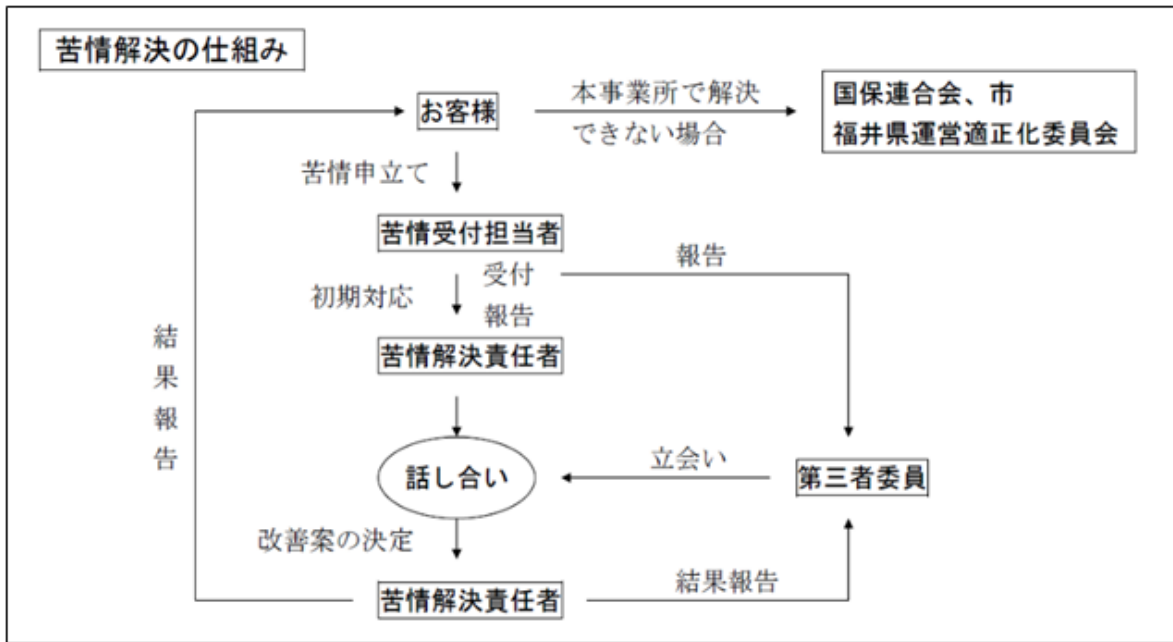 苦情解決の仕組み
お客様
本事業所で解決
できない場合
国保連合会、市
福井県運営適正化委員会
苦情申立て
苦情受付担当者
初期対応
受付
報告
報告
苦情解決責任者
結果報告
話し合い
立会い
第三者委員
改善案の決定
苦情解決責任者
結果報告